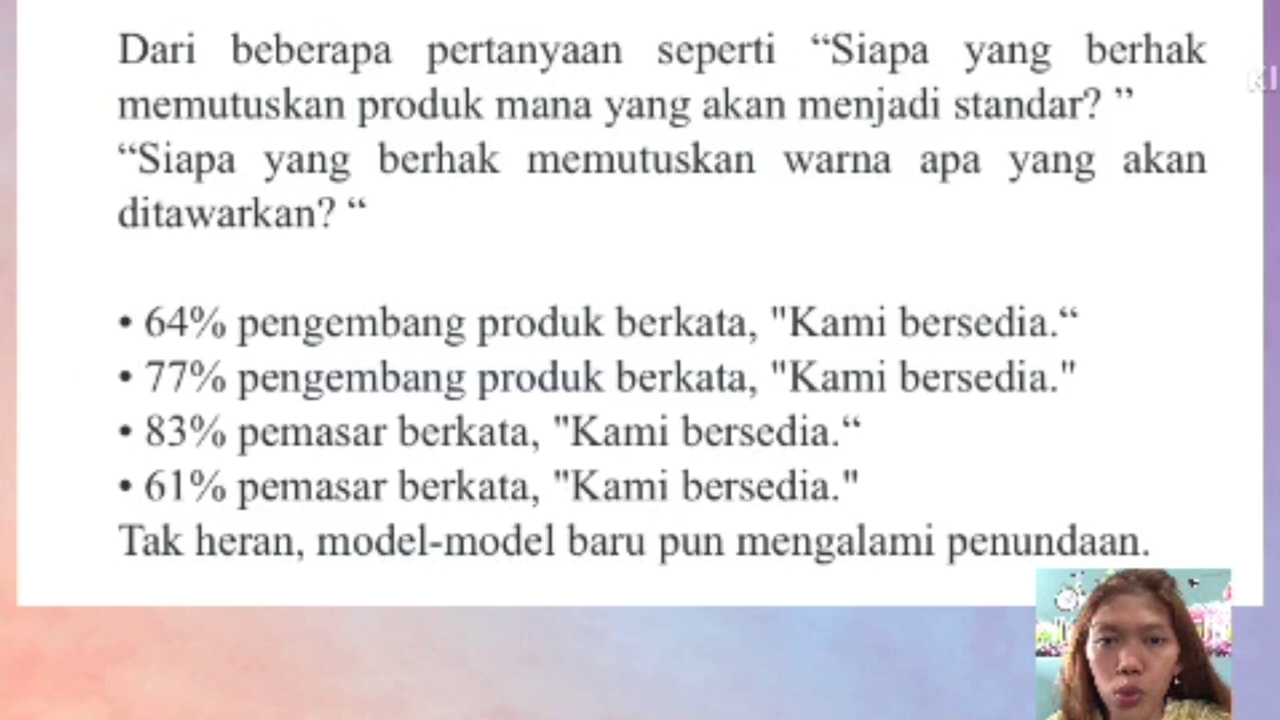 Dari beberapa pertanyaan seperti “Siapa yang berhak
memutuskan produk mana yang akan menjadi standar? ”
“Siapa yang berhak memutuskan warna apa yang akan
ditawarkan? “
• 64% pengembang produk berkata, "Kami bersedia.“
• 77% pengembang produk berkata, "Kami bersedia."
• 83% pemasar berkata, "Kami bersedia.“
• 61% pemasar berkata, "Kami bersedia."
Tak heran, model-model baru pun mengalami penundaan.